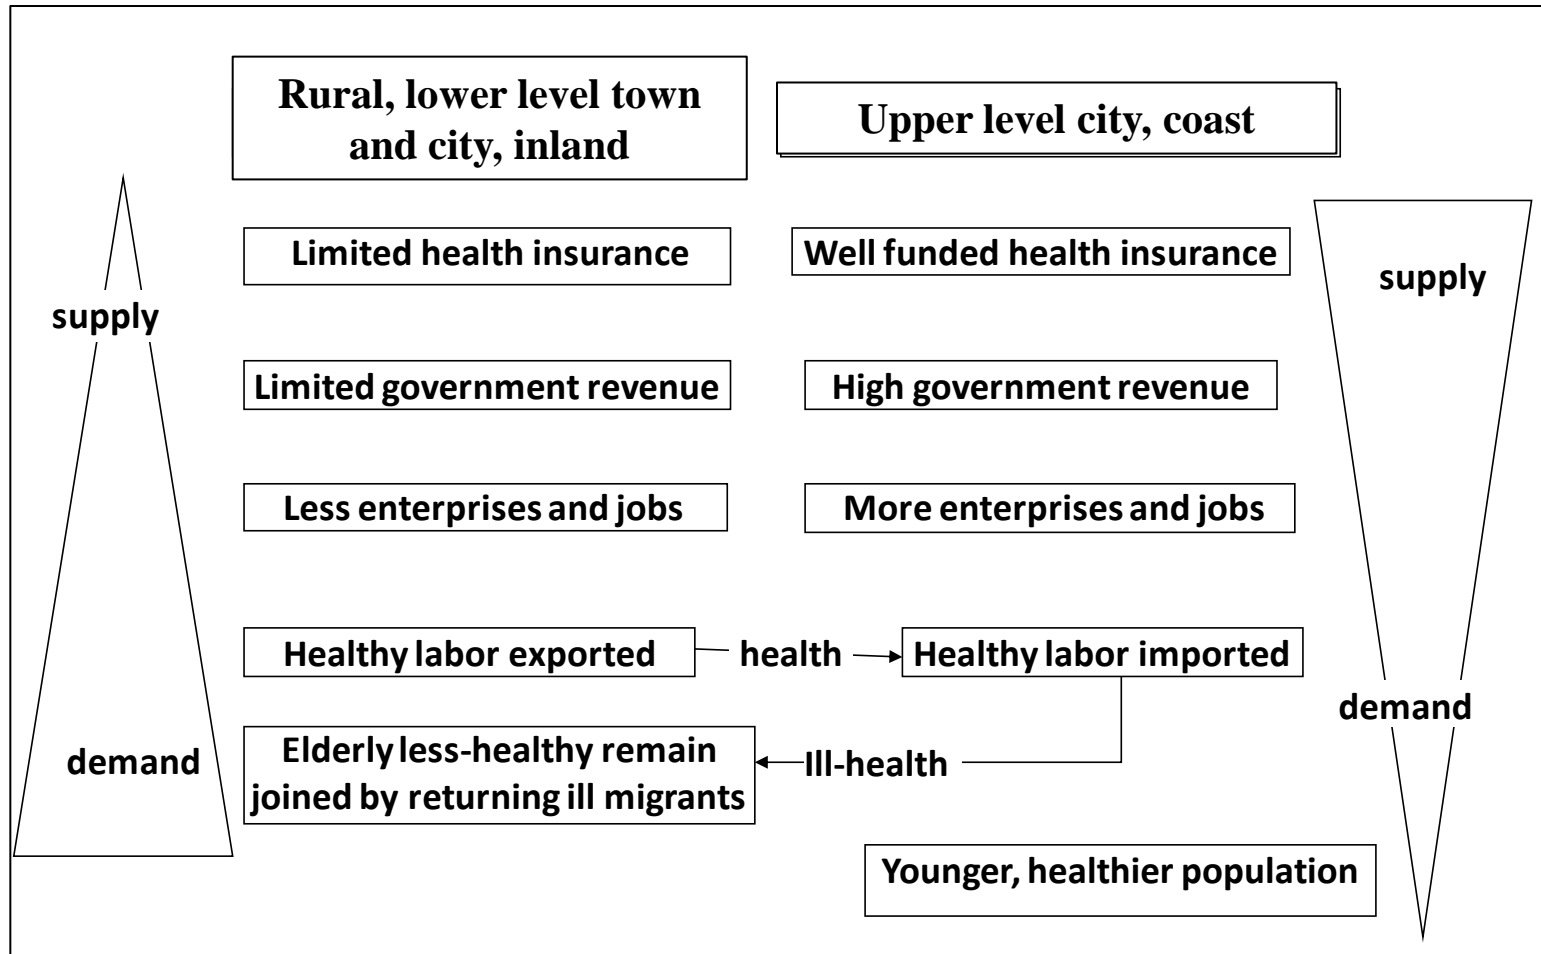 Rural, lower level town
and city, inland
Upper level city, coast
Limited health insurance
Well funded health insurance
supply
supply
Limited government revenue
High government revenue
Less enterprises and jobs
More enterprises and jobs
Healthy labor exported
health
Healthy labor imported
demand
demand
Elderly less-healthy remain
joined by returning ill migrants
Ill-health
Younger, healthier population